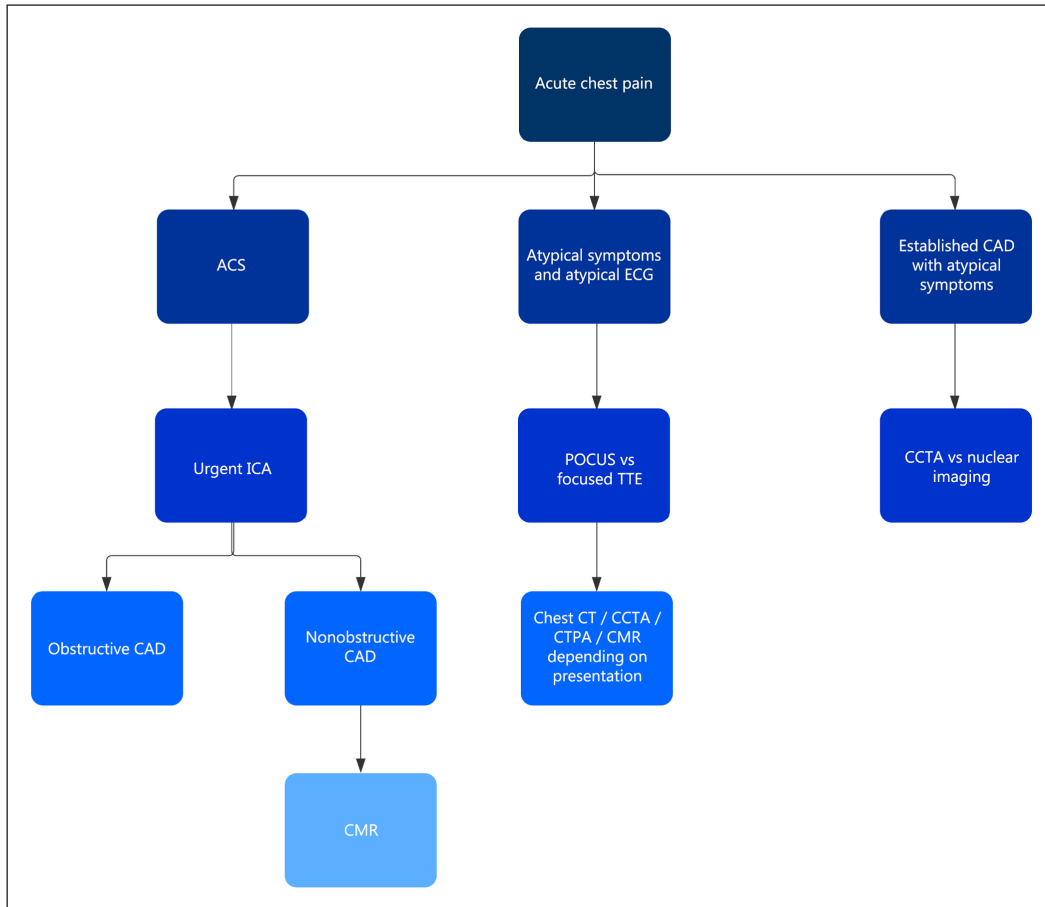 Acute chest pain
ACS
Atypical symptoms
and atypical ECG
Established CAD
with atypical
symptoms
Urgent ICA
POCUS vs
focused TTE
CCTA vs nuclear
imaging
Obstructive CAD
Nonobstructive
CAD
Chest CT / CCTA /
CTPA / CMR
depending on
presentation
CMR